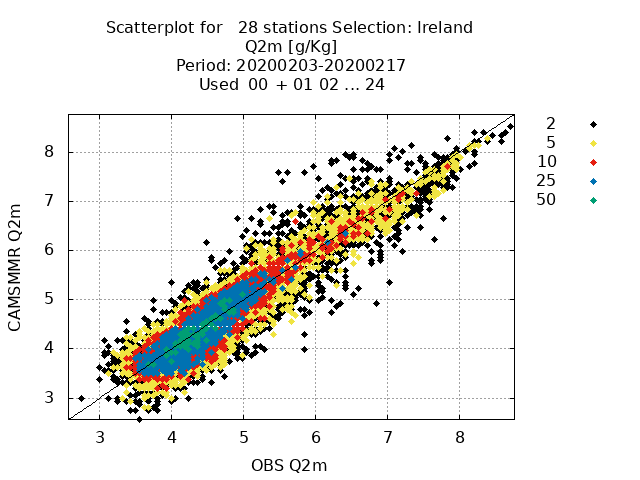 Scatterplot for   28 stations Selection: Ireland
Q2m [g/Kg]
Period: 20200203-20200217
Used  00 + 01 02 ... 24
2
5
10
25
50
8
7
6
5
4
3
CAMSMMR Q2m
3 4 5 6 7 8
OBS Q2m